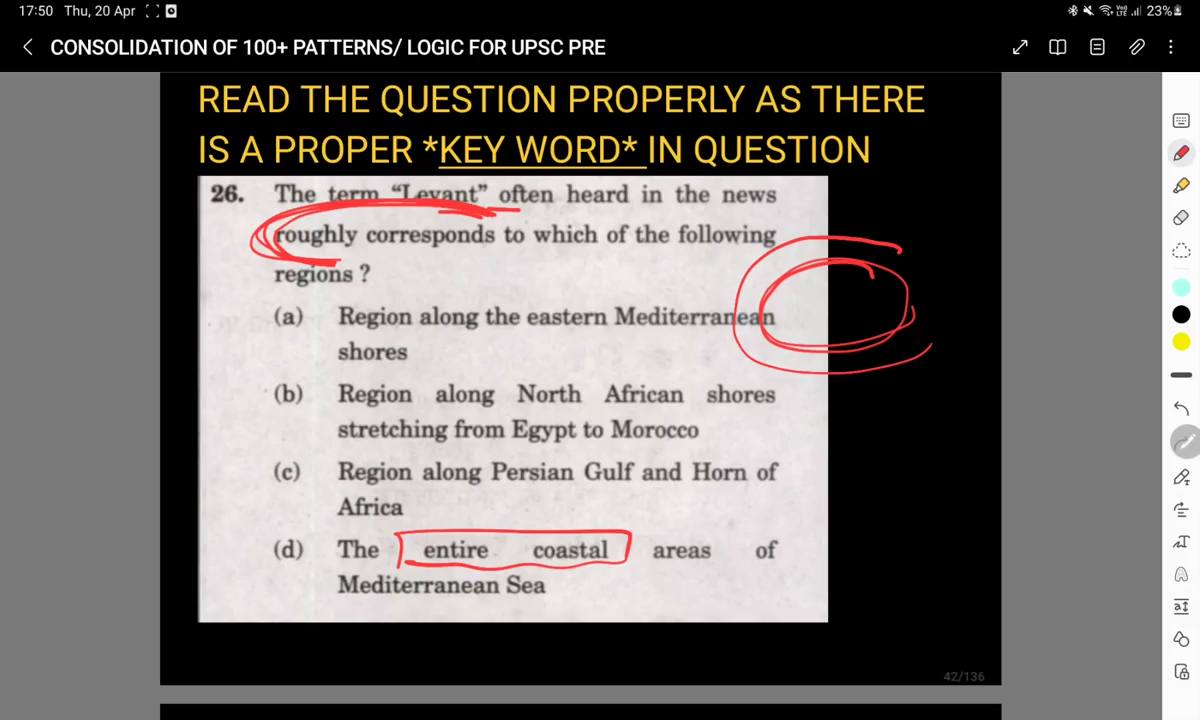 17:50 Thu, 20 Apr
23%
CONSOLIDATION OF 100+ PATTERNS/ LOGIC FOR UPSC PRE
READ THE QUESTION PROPERLY AS THERE
IS A PROPER *KEY WORD* IN QUESTION
26. The term “Levant” often heard in the news
roughly corresponds to which of the following
regions ?
(a) Region along the eastern Mediterranean
shores
(b) Region along North African shores
stretching from Egypt to Morocco
(c) Region along Persian Gulf and Horn of
Africa
(d) The entire coastal areas of
Mediterranean Sea
42/136